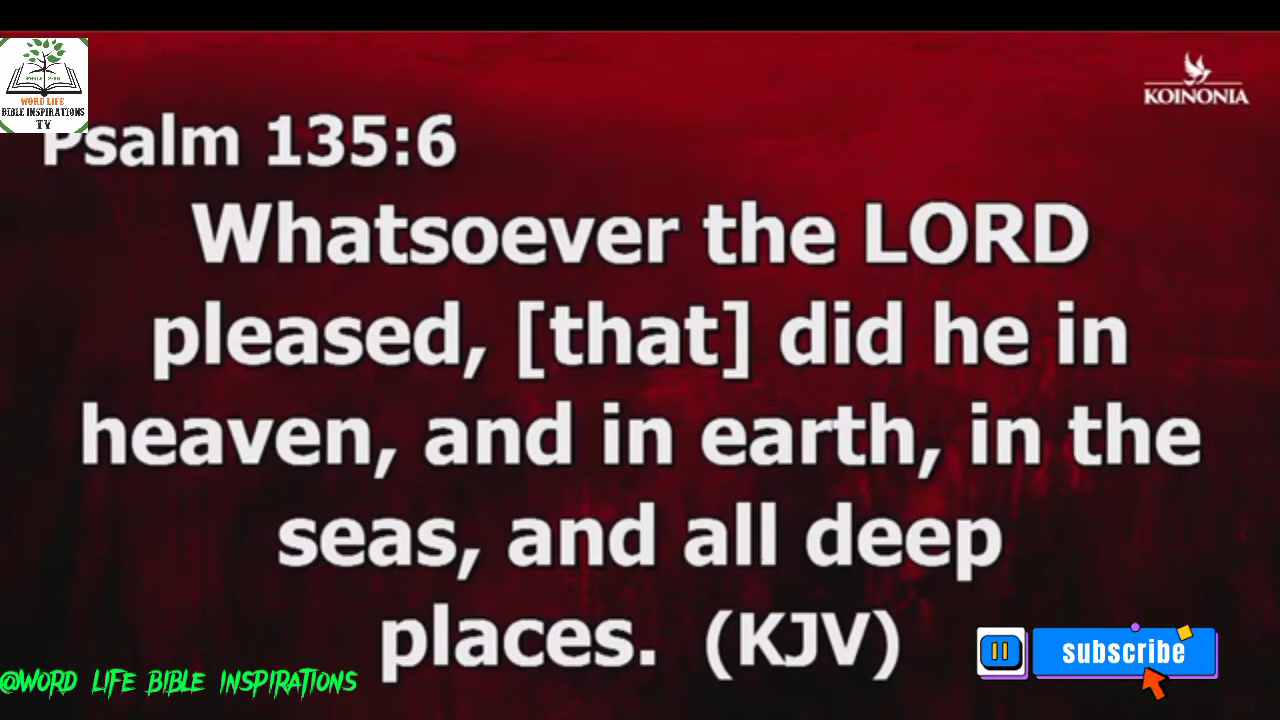 WORD LIFE
BIBLE INSPIRATIONS
TV
KOINONIA
Psalm 135:6
Whatsoever the LORD
pleased, [that] did he in
heaven, and in earth, in the
seas, and all deep
places. (KJV)
subscribe
@WORD LIFE BIBLE INSPIRATIONS